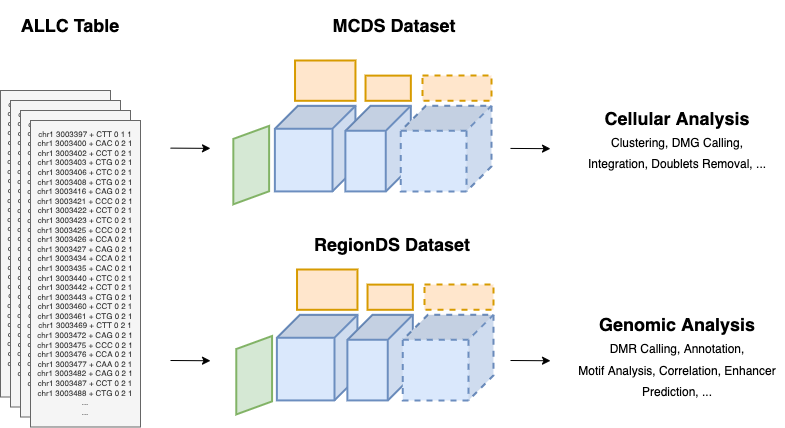 ALLC Table
MCDS Dataset
chr1 3003397 + CTT 0 1 1
chr1 3003400 + CAC 0 2 1
chr1 3003402 + CCT 0 2 1
chr1 3003403 + CTG 0 2 1
chr1 3003406 + CTC 0 2 1
chr1 3003408 + CTG 0 2 1
chr1 3003416 + CAG 0 2 1
chr1 3003421 + CCC 0 2 1
chr1 3003422 + CCT 0 2 1
chr1 3003423 + CTC 0 2 1
chr1 3003425 + CCC 0 2 1
chr1 3003426 + CCA 0 2 1
chr1 3003427 + CAG 0 2 1
chr1 3003434 + CCA 0 2 1
chr1 3003435 + CAC 0 2 1
chr1 3003440 + CTC 0 2 1
chr1 3003442 + CCT 0 2 1
chr1 3003443 + CTG 0 2 1
chr1 3003460 + CCT 0 2 1
chr1 3003461 + CTG 0 2 1
chr1 3003469 + CTT 0 2 1
chr1 3003472 + CAG 0 2 1
chr1 3003475 + CCC 0 2 1
chr1 3003476 + CCA 0 2 1
chr1 3003477 + CAA 0 2 1
chr1 3003482 + CAG 0 2 1
chr1 3003487 + CCT 0 2 1
chr1 3003488 + CTG 0 2 1
...
...
Cellular Analysis
Clustering, DMG Calling,
Integration, Doublets Removal, ...
RegionDS Dataset
Genomic Analysis
DMR Calling, Annotation,
Motif Analysis, Correlation, Enhancer
Prediction, ...